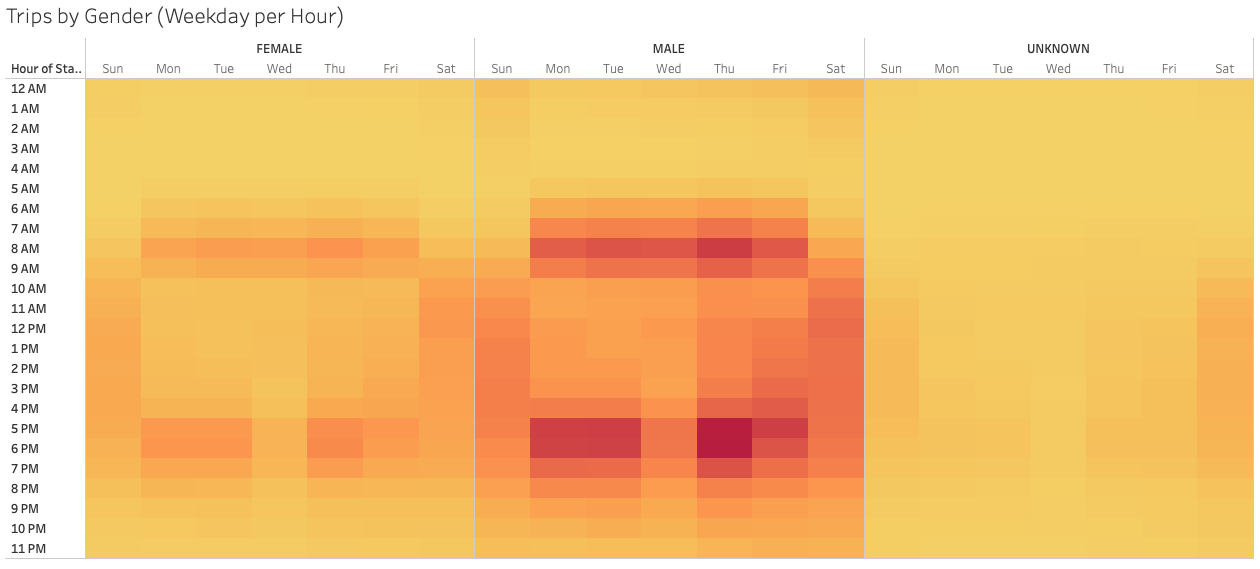 Trips by Gender (Weekday per Hour)
FEMALE MALE UNKNOWN
Hour of Sta.. Sun Mon Tue Wed Thu Fri Sat Sun Mon Tue Wed Thu Fri Sat Sun Mon Tue Wed Thu Fri Sat
12 AM
1 AM
2 AM
3 AM
4 AM
5 AM
6 AM
7 AM
8 AM
9 AM
10 AM
11 AM
12 PM
1 PM
2 PM
3 PM
4 PM
5 PM
6 PM
7 PM
8 PM
9 PM
10 PM
11 PM